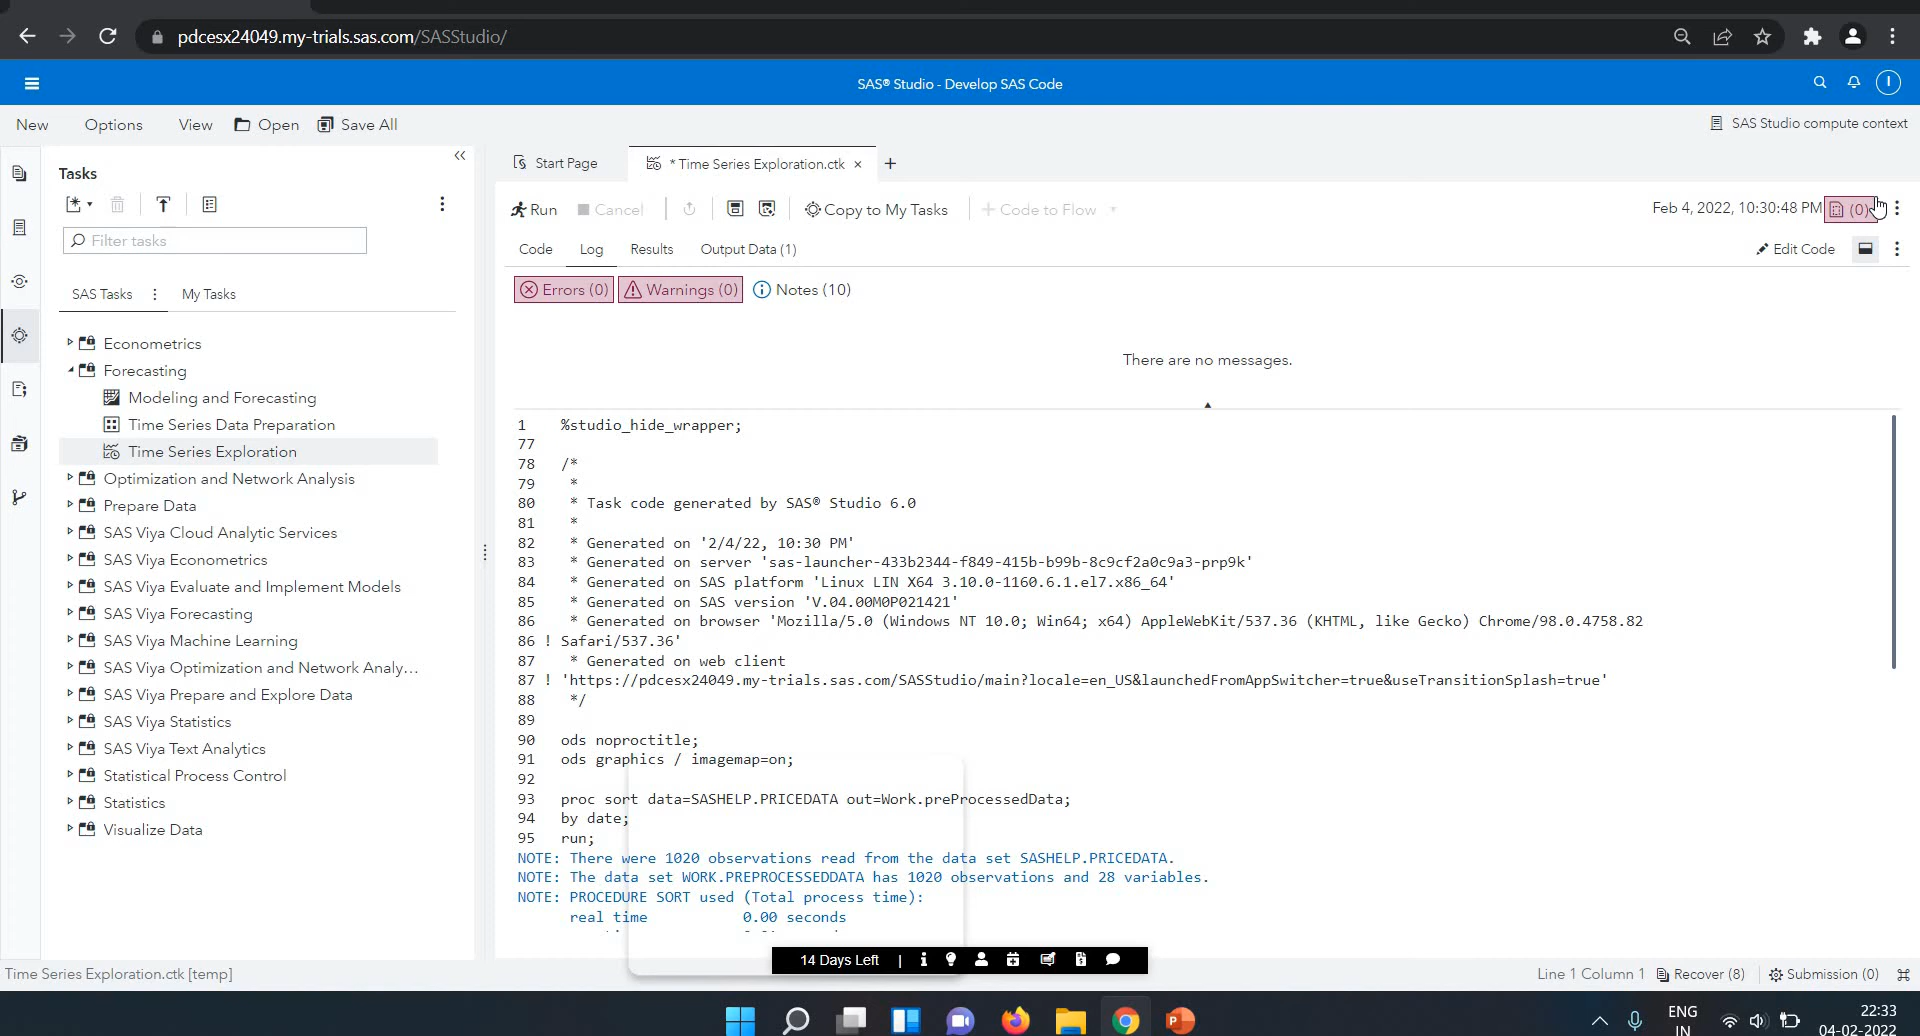 pdcesx24049.my-trials.sas.com/SASStudio/
SAS® Studio - Develop SAS Code
I
New Options View Open Save All
SAS Studio compute context
Tasks
Filter tasks
SAS Tasks My Tasks
Econometrics
Forecasting
Modeling and Forecasting
Time Series Data Preparation
Time Series Exploration
Optimization and Network Analysis
Prepare Data
SAS Viya Cloud Analytic Services
SAS Viya Econometrics
SAS Viya Evaluate and Implement Models
SAS Viya Forecasting
SAS Viya Machine Learning
SAS Viya Optimization and Network Analy...
SAS Viya Prepare and Explore Data
SAS Viya Statistics
SAS Viya Text Analytics
Statistical Process Control
Statistics
Visualize Data
Start Page
* Time Series Exploration.ctk
Run Cancel Copy to My Tasks Code to Flow
Feb 4, 2022, 10:30:48 PM (0)
Code Log Results Output Data (1)
Edit Code
Errors (0) Warnings (0) Notes (10)
There are no messages.
1 %studio_hide_wrapper;
77
78 /*
79 *
80 * Task code generated by SAS® Studio 6.0
81 *
82 * Generated on '2/4/22, 10:30 PM'
83 * Generated on server 'sas-launcher-433b2344-f849-415b-b99b-8c9cf2a0c9a3-prp9k'
84 * Generated on SAS platform 'Linux LIN X64 3.10.0-1160.6.1.el7.x86_64'
85 * Generated on SAS version 'V.04.00M0P021421'
86 * Generated on browser 'Mozilla/5.0 (Windows NT 10.0; Win64; x64) AppleWebKit/537.36 (KHTML, like Gecko) Chrome/98.0.4758.82
86 ! Safari/537.36'
87 * Generated on web client
87 ! 'https://pdcesx24049.my-trials.sas.com/SASStudio/main?locale=en_US&launchedFromAppSwitcher=true&useTransitionSplash=true'
88 */
89
90 ods noproctitle;
91 ods graphics / imagemap=on;
92
93 proc sort data=SASHELP.PRICEDATA out=Work.preProcessedData;
94 by date;
95 run;
NOTE: There were 1020 observations read from the data set SASHELP.PRICEDATA.
NOTE: The data set WORK.PREPROCESSEDDATA has 1020 observations and 28 variables.
NOTE: PROCEDURE SORT used (Total process time):
real time 0.00 seconds
14 Days Left |
Time Series Exploration.ctk [temp]
Line 1 Column 1 Recover (8) Submission (0)
ENG
IN
22:33
04-02-2022